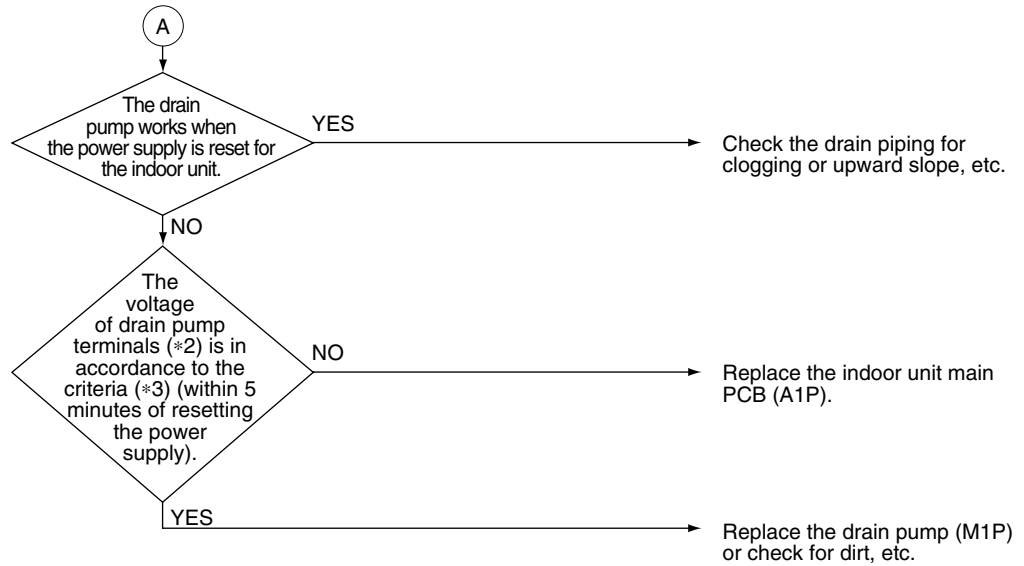 A
The drain
pump works when
the power supply is reset for
the indoor unit.
YES
Check the drain piping for
clogging or upward slope, etc.
NO
The
voltage
of drain pump
terminals (∗2) is in
accordance to the
criteria (∗3) (within 5
minutes of resetting
the power
supply).
NO
Replace the indoor unit main
PCB (A1P).
YES
Replace the drain pump (M1P)
or check for dirt, etc.